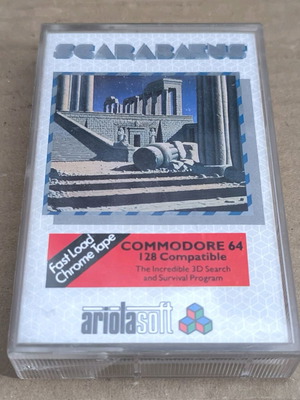 SCARABAEUS
Fast Load
Chrome Tape
COMMODORE 64
128 Compatible
The Incredible 3D Search
and Survival Program
ariolasoft